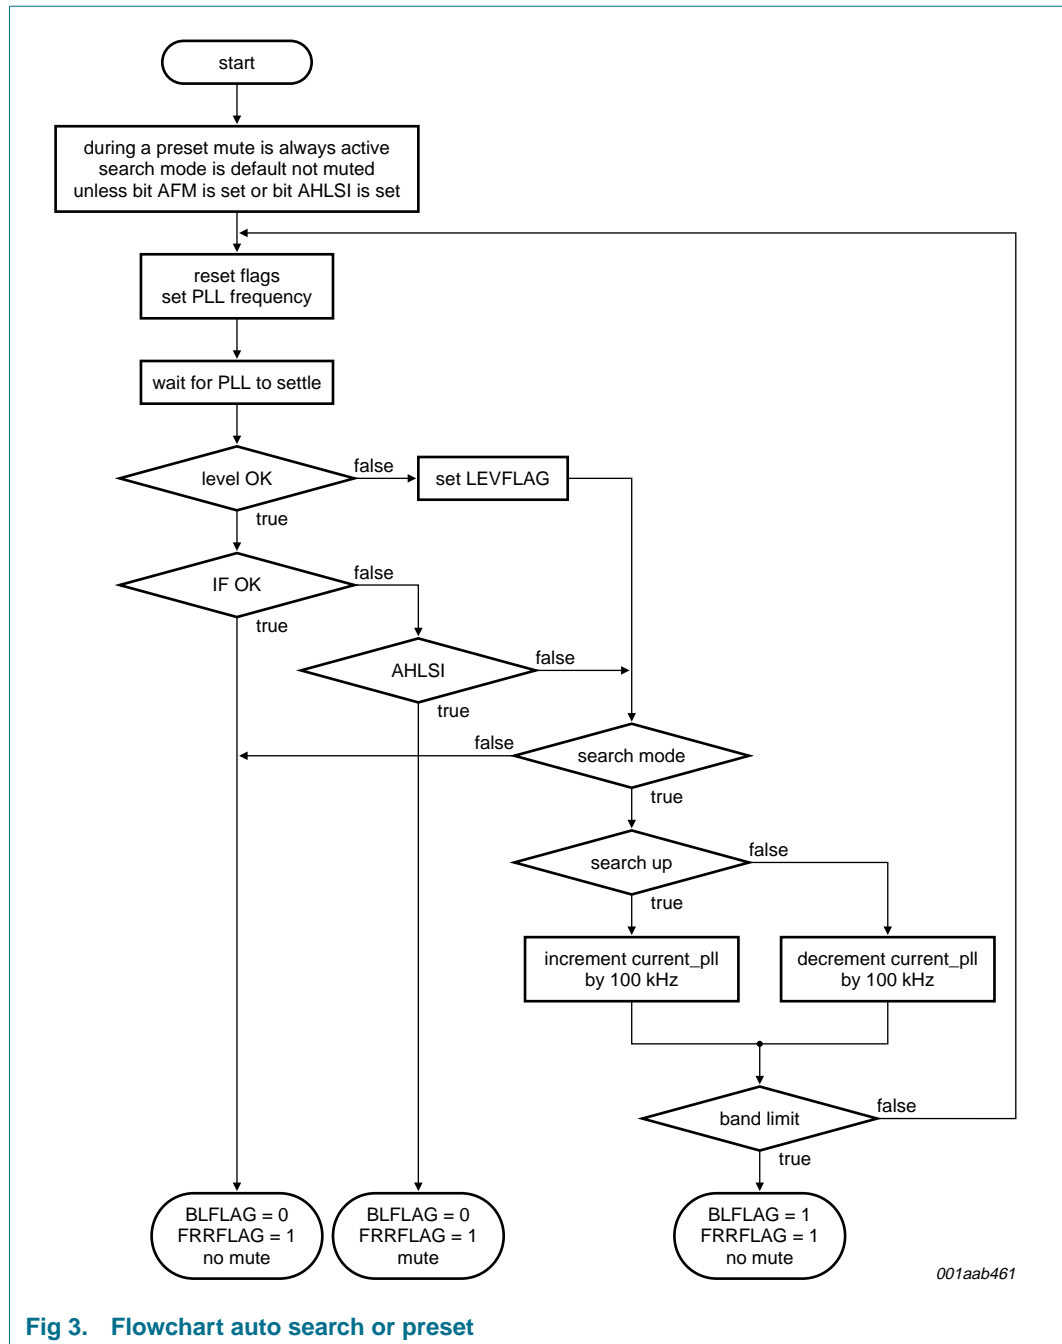 start
during a preset mute is always active
search mode is default not muted
unless bit AFM is set or bit AHLSI is set
reset flags
set PLL frequency
wait for PLL to settle
level OK
false
set LEVFLAG
true
IF OK
false
true
AHLSI
false
true
false
search mode
true
search up
false
true
increment current_pll
by 100 kHz
decrement current_pll
by 100 kHz
band limit
false
true
BLFLAG = 0
FRRFLAG = 1
no mute
BLFLAG = 0
FRRFLAG = 1
mute
BLFLAG = 1
FRRFLAG = 1
no mute
001aab461
Fig 3. Flowchart auto search or preset